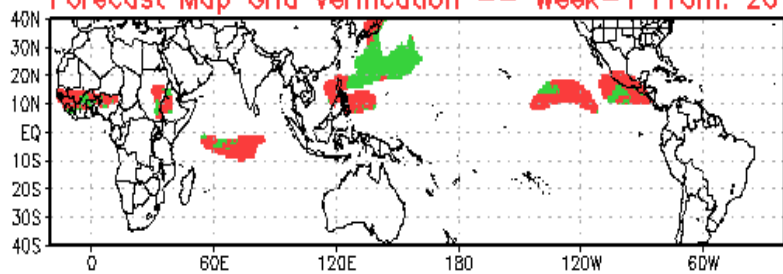 Forecast Map Grid Verification -- Week-1 From: 20
40N
30N
20N
10N
EQ
10S
20S
30S
40S
0 60E 120E 180 120W 60W